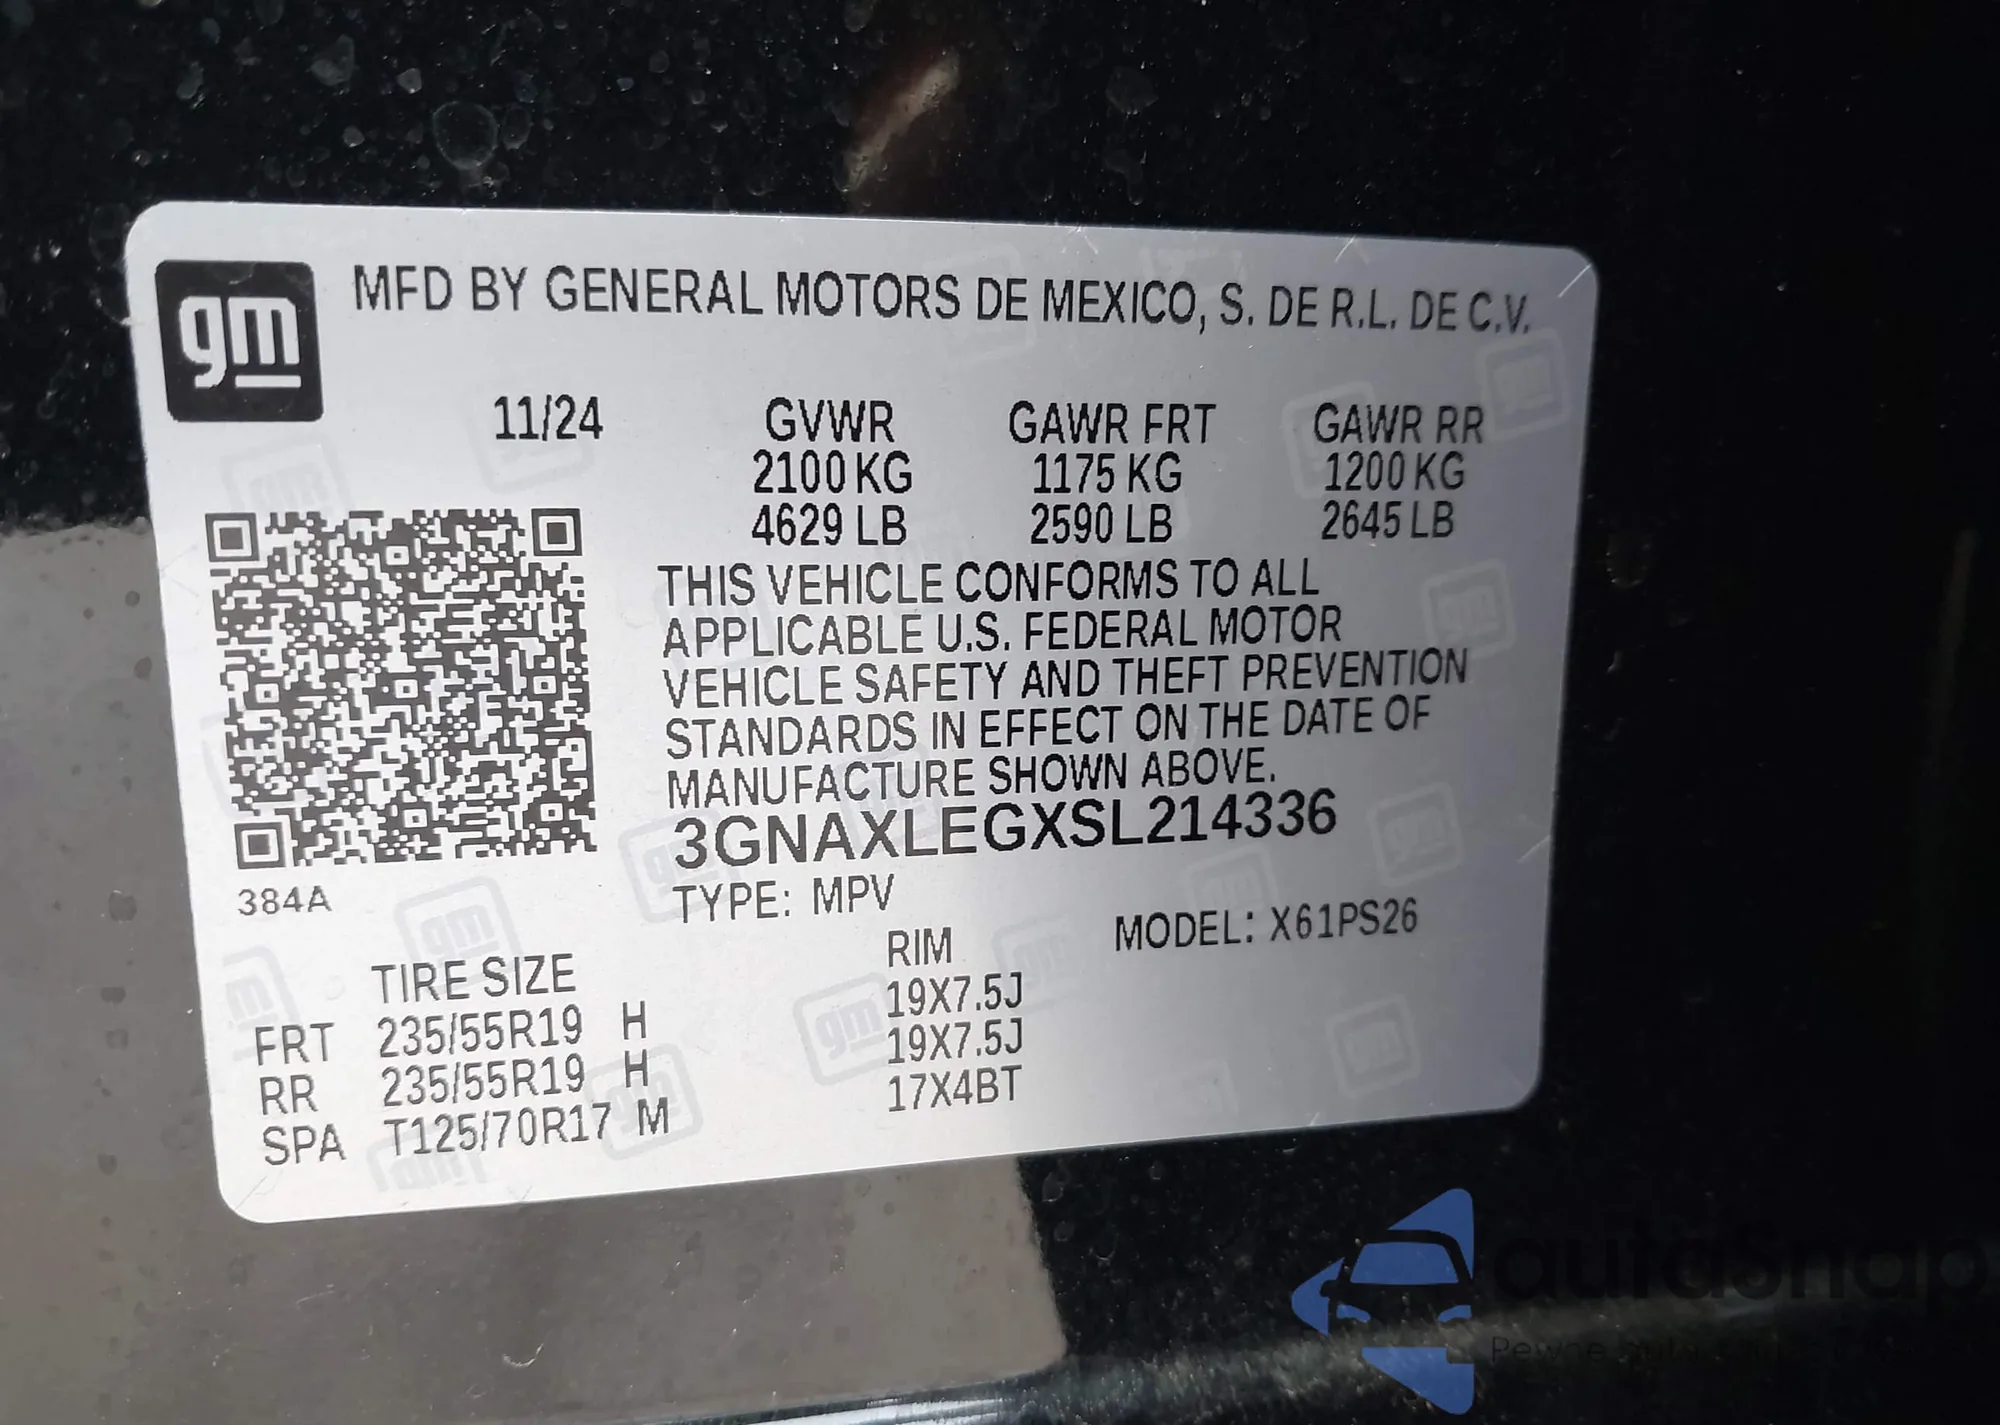 gm
MFD BY GENERAL MOTORS DE MEXICO, S. DE R.L. DE C.V.
11/24 GVWR GAWR FRT GAWR RR
2100 KG 1175 KG 1200 KG
4629 LB 2590 LB 2645 LB
THIS VEHICLE CONFORMS TO ALL
APPLICABLE U.S. FEDERAL MOTOR
VEHICLE SAFETY AND THEFT PREVENTION
STANDARDS IN EFFECT ON THE DATE OF
MANUFACTURE SHOWN ABOVE.
3GNAXLEGXSL214336
384A
TYPE: MPV
MODEL: X61PS26
TIRE SIZE RIM
FRT 235/55R19 H 19X7.5J
RR 235/55R19 H 19X7.5J
SPA T125/70R17 M 17X4BT
autoSnap
Pewne auta